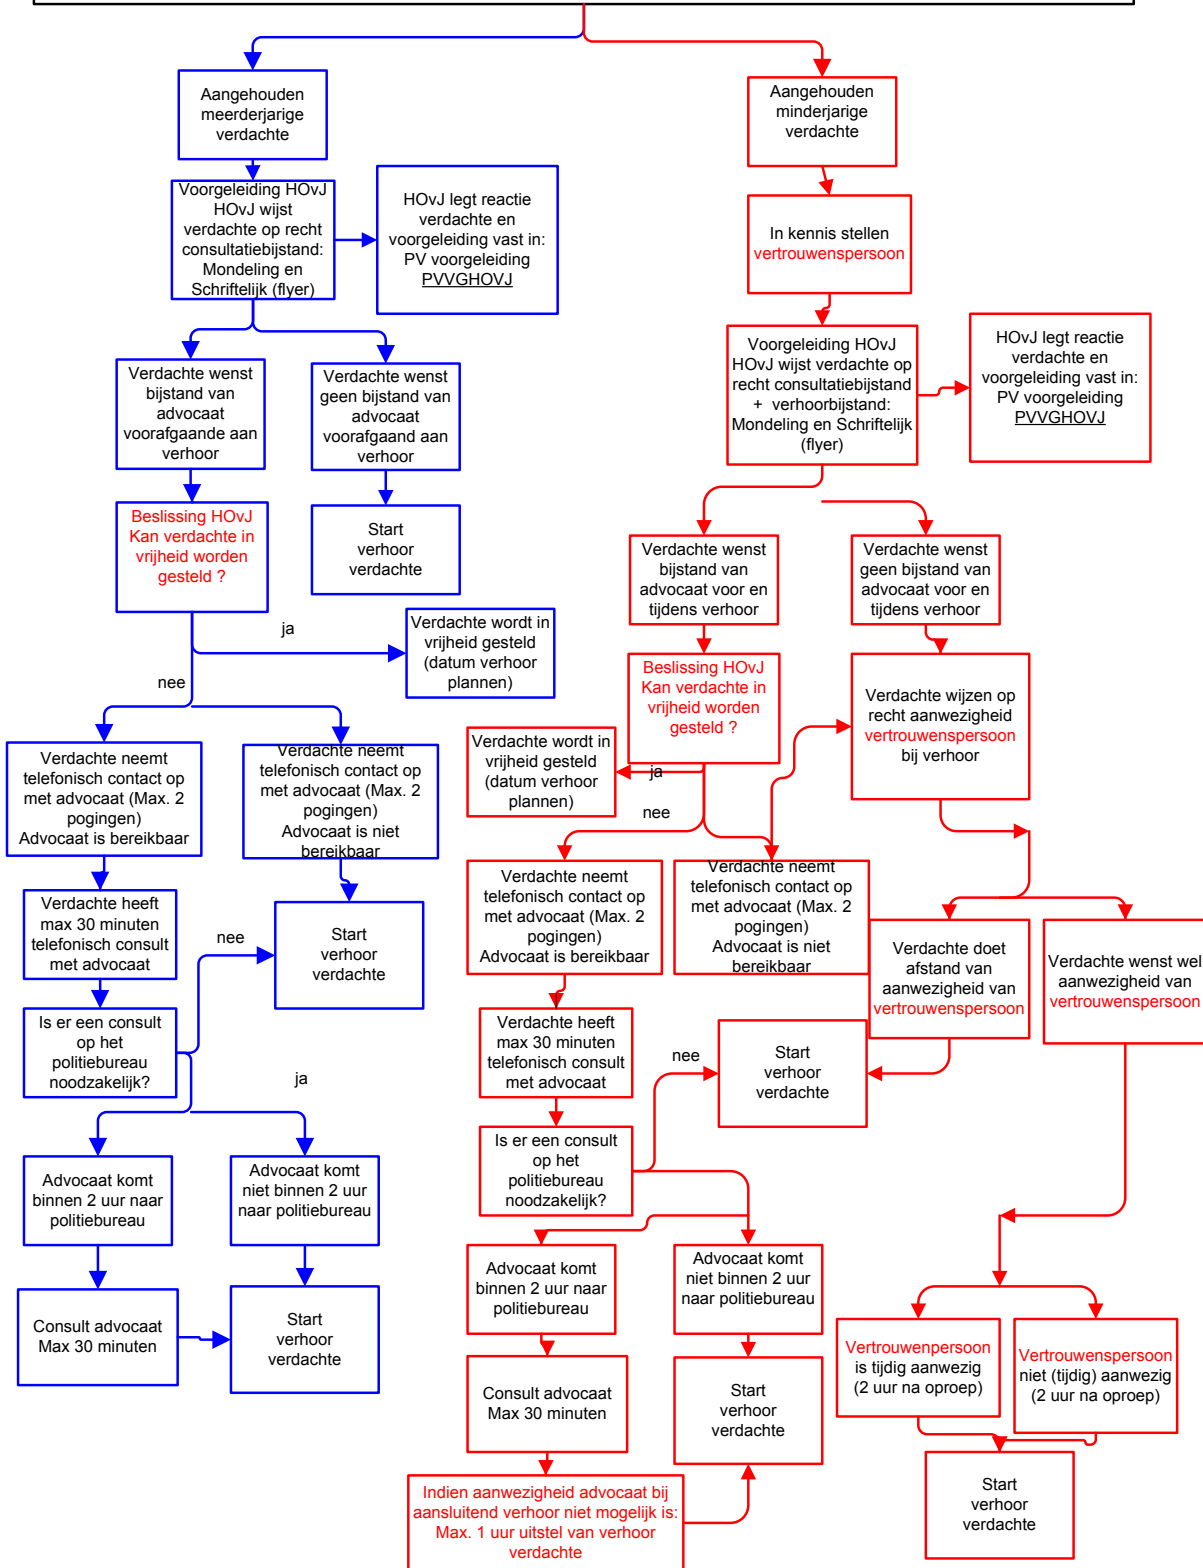 Aangehouden
meerderjarige
verdachte
Voorgeleiding HOvJ
HOvJ wijst
verdachte op recht
consultatiebijstand:
Mondeling en
Schriftelijk (flyer)
HOvJ legt reactie
verdachte en
voorgeleiding vast in:
PV voorgeleiding
PVVGHOVJ
Verdachte wenst
bijstand van
advocaat
voorafgaande aan
verhoor
Verdachte wenst
geen bijstand van
advocaat
voorafgaand aan
verhoor
Beslissing HOvJ
Kan verdachte in
vrijheid worden
gesteld ?
Start
verhoor
verdachte
ja
Verdachte wordt in
vrijheid gesteld
(datum verhoor
plannen)
nee
Verdachte neemt
telefonisch contact op
met advocaat (Max. 2
pogingen)
Advocaat is bereikbaar
Verdachte neemt
telefonisch contact op
met advocaat (Max. 2
pogingen)
Advocaat is niet
bereikbaar
Verdachte heeft
max 30 minuten
telefonisch consult
met advocaat
nee
Start
verhoor
verdachte
Is er een consult
op het
politiebureau
noodzakelijk?
ja
Advocaat komt
binnen 2 uur naar
politiebureau
Advocaat komt
niet binnen 2 uur
naar politiebureau
Consult advocaat
Max 30 minuten
Start
verhoor
verdachte
Aangehouden
minderjarige
verdachte
In kennis stellen
vertrouwenspersoon
Voorgeleiding HOvJ
HOvJ wijst verdachte op
recht consultatiebijstand
+ verhoorbijstand:
Mondeling en Schriftelijk
(flyer)
HOvJ legt reactie
verdachte en
voorgeleiding vast in:
PV voorgeleiding
PVVGHOVJ
Verdachte wenst
bijstand van
advocaat voor en
tijdens verhoor
Verdachte wenst
geen bijstand van
advocaat voor en
tijdens verhoor
Beslissing HOvJ
Kan verdachte in
vrijheid worden
gesteld ?
Verdachte wijzen op
recht aanwezigheid
vertrouwenspersoon
bij verhoor
Verdachte wordt in
vrijheid gesteld
(datum verhoor
plannen)
ja
nee
Verdachte neemt
telefonisch contact op
met advocaat (Max. 2
pogingen)
Advocaat is bereikbaar
Verdachte neemt
telefonisch contact op
met advocaat (Max. 2
pogingen)
Advocaat is niet
bereikbaar
Verdachte doet
afstand van
aanwezigheid van
vertrouwenspersoon
Verdachte wenst wel
aanwezigheid van
vertrouwenspersoon
Verdachte heeft
max 30 minuten
telefonisch consult
met advocaat
nee
Start
verhoor
verdachte
Is er een consult
op het
politiebureau
noodzakelijk?
Advocaat komt
binnen 2 uur naar
politiebureau
Advocaat komt
niet binnen 2 uur
naar politiebureau
Consult advocaat
Max 30 minuten
Start
verhoor
verdachte
Vertrouwenpersoon
is tijdig aanwezig
(2 uur na oproep)
Vertrouwenspersoon
niet (tijdig) aanwezig
(2 uur na oproep)
Indien aanwezigheid advocaat bij
aansluitend verhoor niet mogelijk is:
Max. 1 uur uitstel van verhoor
verdachte
Start
verhoor
verdachte